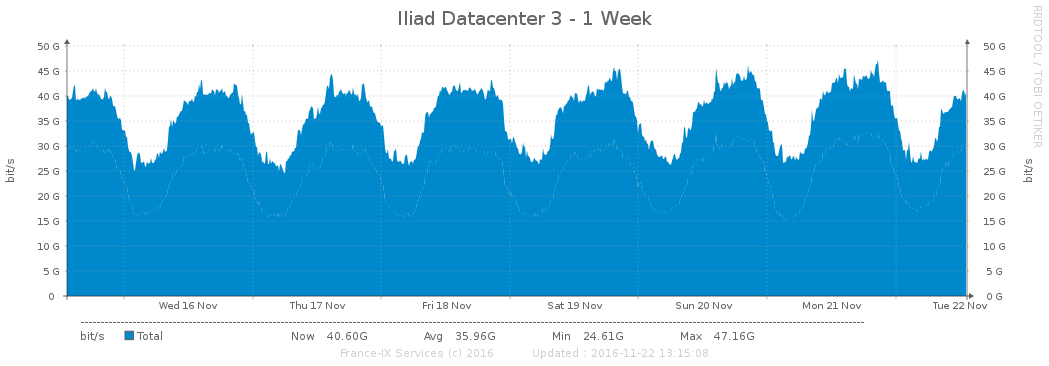 Iliad Datacenter 3 - 1 Week
RRDTOOL / TOBI OETIKER
50 G 50 G
45 G 45 G
40 G 40 G
35 G 35 G
30 G 30 G
25 G 25 G
20 G 20 G
15 G 15 G
10 G 10 G
5 G 5 G
0 0 G
bit/s
bit/s
Wed 16 Nov Thu 17 Nov Fri 18 Nov Sat 19 Nov Sun 20 Nov Mon 21 Nov Tue 22 Nov
bit/s Total Now 40.60G Avg 35.96G Min 24.61G Max 47.16G
France-IX Services (c) 2016 Updated : 2016-11-22 13:15:08